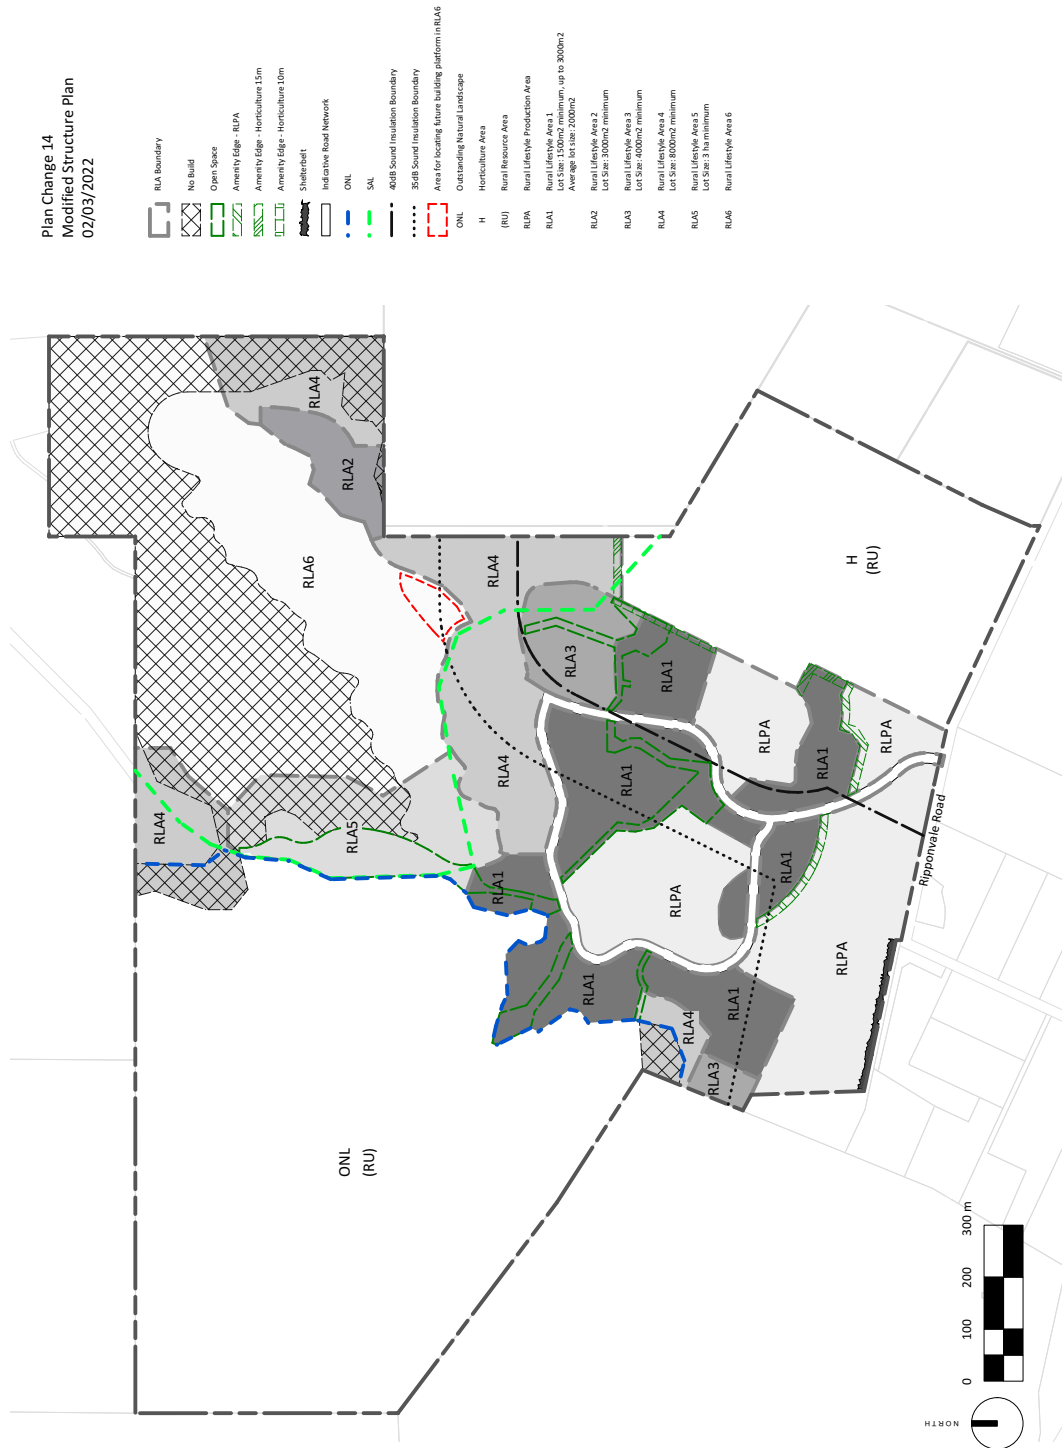 Plan Change 14
Modified Structure Plan
02/03/2022
RLA Boundary
No Build
Open Space
Amenity Edge - RLPA
Amenity Edge - Horticulture 15m
Amenity Edge - Horticulture 10m
Shelterbelt
Indicative Road Network
ONL
SAL
40dB Sound Insulation Boundary
35dB Sound Insulation Boundary
Area for locating future building platform in RLA6
ONL Outstanding Natural Landscape
H Horticulture Area
(RU) Rural Resource Area
RLPA Rural Lifestyle Production Area
RLA1 Rural Lifestyle Area 1
Lot Size: 1500m2 minimum, up to 3000m2
Average lot size: 2000m2
RLA2 Rural Lifestyle Area 2
Lot Size: 3000m2 minimum
RLA3 Rural Lifestyle Area 3
Lot Size: 4000m2 minimum
RLA4 Rural Lifestyle Area 4
Lot Size: 8000m2 minimum
RLA5 Rural Lifestyle Area 5
Lot Size: 3 ha minimum
RLA6 Rural Lifestyle Area 6
RLA4
RLA2
RLA6
RLA4
H
(RU)
RLA3
RLA1
RLPA
RLPA
RLA1
RLA4
RLA1
RLA5
RLA4
RLA1
RLPA
RLA1
Ripponvale Road
RLPA
RLA1
RLA1
RLA4
RLA3
ONL
(RU)
0
100
200
300 m
NORTH